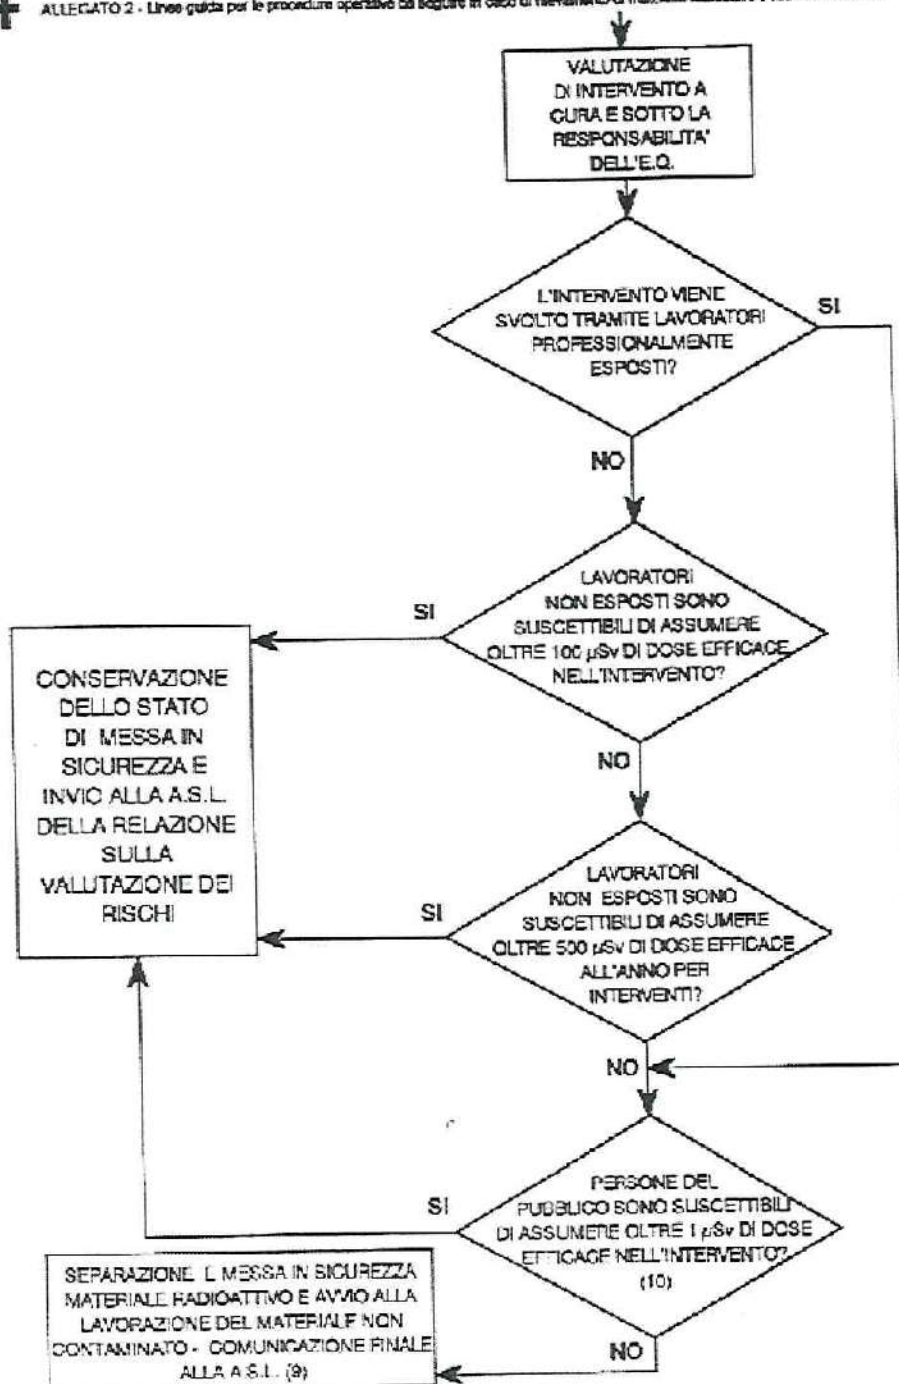 ALLEGATO 2 - Linee guida per le procedure operative da seguire in caso di
VALUTAZIONE
DI INTERVENTO A
CURA E SOTTO LA
RESPONSABILITA'
DELL'E.Q.
L'INTERVENTO VIENE
SVOLTO TRAMITE LAVORATORI
PROFESSIONALMENTE
ESPOSTI?
SI
NO
LAVORATORI
NON ESPOSTI SONO
SUSCETTIBILI DI ASSUMERE
OLTRE 100 µSv DI DOSE EFFICACE
NELL'INTERVENTO?
SI
NO
CONSERVAZIONE
DELLO STATO
DI MESSA IN
SICUREZZA E
INVIO ALLA A.S.L.
DELLA RELAZIONE
SULLA
VALUTAZIONE DEI
RISCHI
LAVORATORI
NON ESPOSTI SONO
SUSCETTIBILI DI ASSUMERE
OLTRE 500 µSv DI DOSE EFFICACE
ALL'ANNO PER
INTERVENTI?
SI
NO
PERSONE DEL
PUBBLICO SONO SUSCETTIBILI
DI ASSUMERE OLTRE 1 µSv DI DOSE
EFFICACE NELL'INTERVENTO?
(10)
SI
NO
SEPARAZIONE E MESSA IN SICUREZZA
MATERIALE RADIOATTIVO E AVVIO ALLA
LAVORAZIONE DEL MATERIALE NON
CONTAMINATO - COMUNICAZIONE FINALE
ALLA A.S.L. (9)